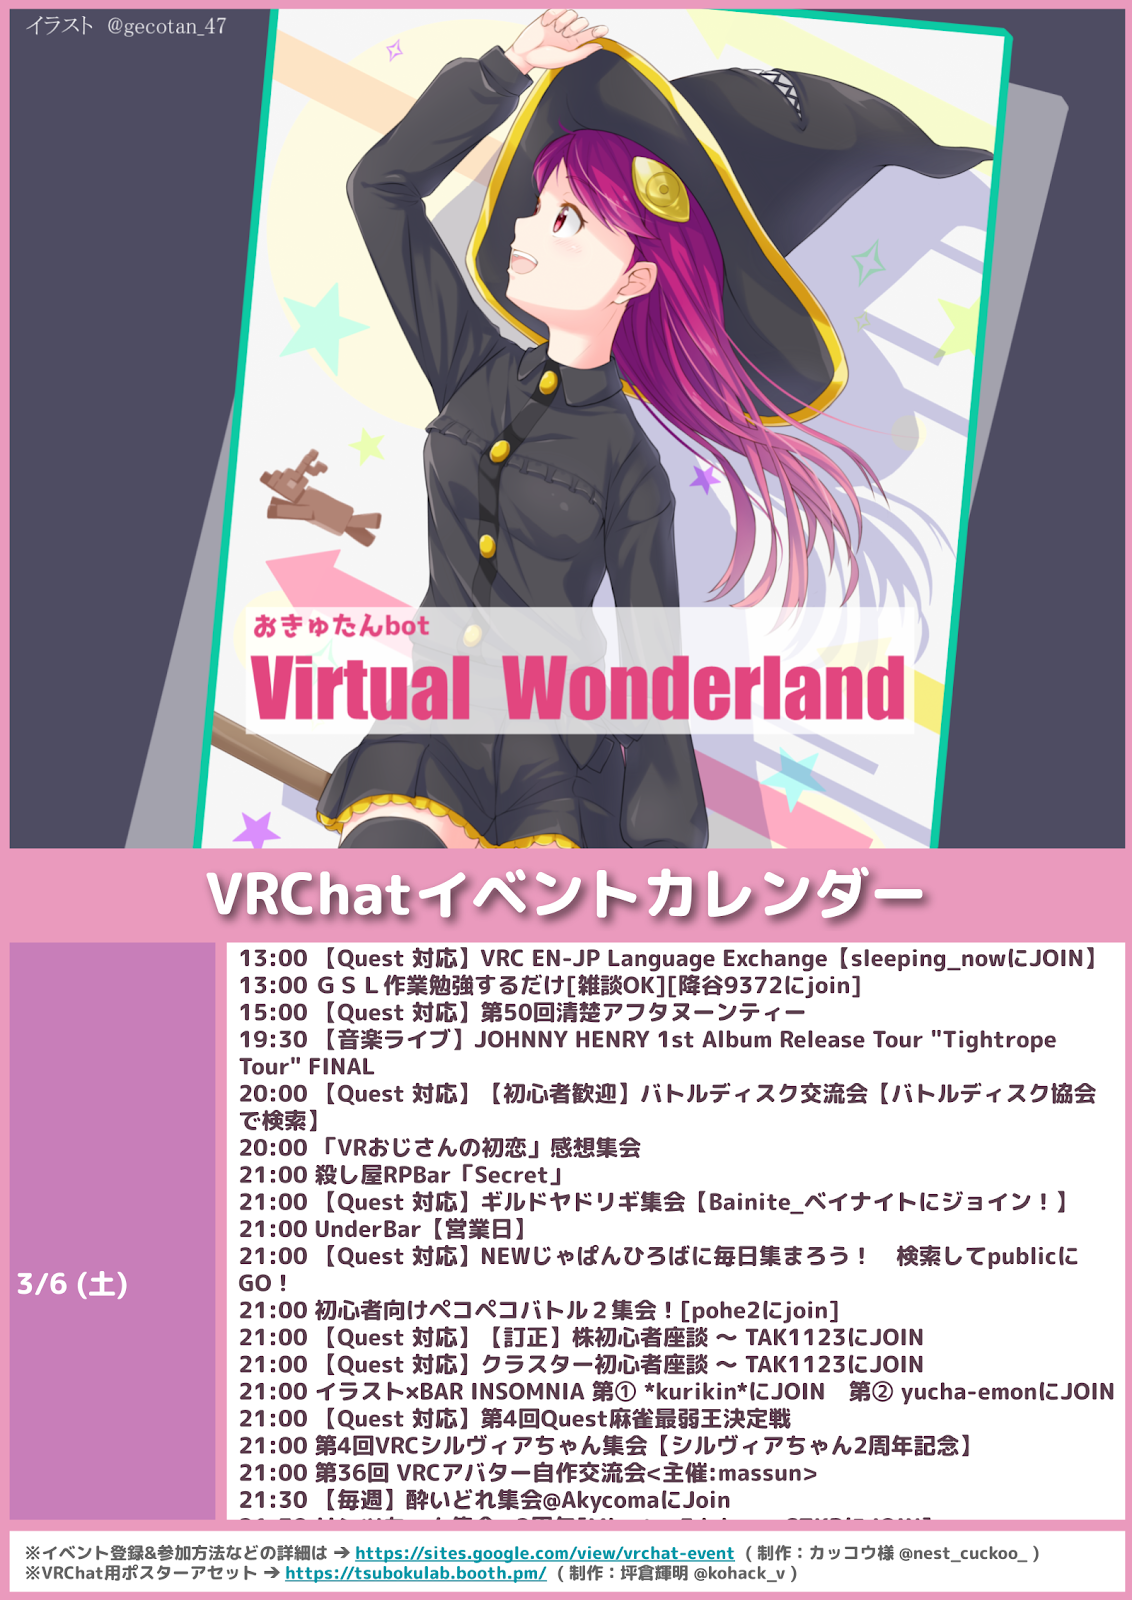 イラスト @gecotan_47
おきゅたんbot
Virtual Wonderland
VRChatイベントカレンダー
3/6 (土)
13:00 【Quest 対応】VRC EN-JP Language Exchange【sleeping_nowにJOIN】
13:00 ＧＳＬ作業勉強するだけ[雑談OK][降谷9372にjoin]
15:00 【Quest 対応】第50回清楚アフタヌーンティー
19:30 【音楽ライブ】JOHNNY HENRY 1st Album Release Tour "Tightrope
Tour" FINAL
20:00 【Quest 対応】【初心者歓迎】バトルディスク交流会【バトルディスク協会
で検索】
20:00 「VRおじさんの初恋」感想集会
21:00 殺し屋RPBar「Secret」
21:00 【Quest 対応】ギルドヤドリギ集会【Bainite_ベイナイトにジョイン！】
21:00 UnderBar【営業日】
21:00 【Quest 対応】NEWじゃぱんひろばに毎日集まろう！　検索してpublicに
GO！
21:00 初心者向けペコペコバトル２集会！[pohe2にjoin]
21:00 【Quest 対応】【訂正】株初心者座談 ～ TAK1123にJOIN
21:00 【Quest 対応】クラスター初心者座談 ～ TAK1123にJOIN
21:00 イラスト×BAR INSOMNIA 第① *kurikin*にJOIN　第② yucha-emonにJOIN
21:00 【Quest 対応】第4回Quest麻雀最弱王決定戦
21:00 第4回VRCシルヴィアちゃん集会【シルヴィアちゃん2周年記念】
21:00 第36回 VRCアバター自作交流会<主催:massun>
21:30 【毎週】酔いどれ集会@AkycomaにJoin
※イベント登録&参加方法などの詳細は ➔ https://sites.google.com/view/vrchat-event ( 制作：カッコウ様 @nest_cuckoo_ )
※VRChat用ポスターアセット ➔ https://tsubokulab.booth.pm/ ( 制作：坪倉輝明 @kohack_v )